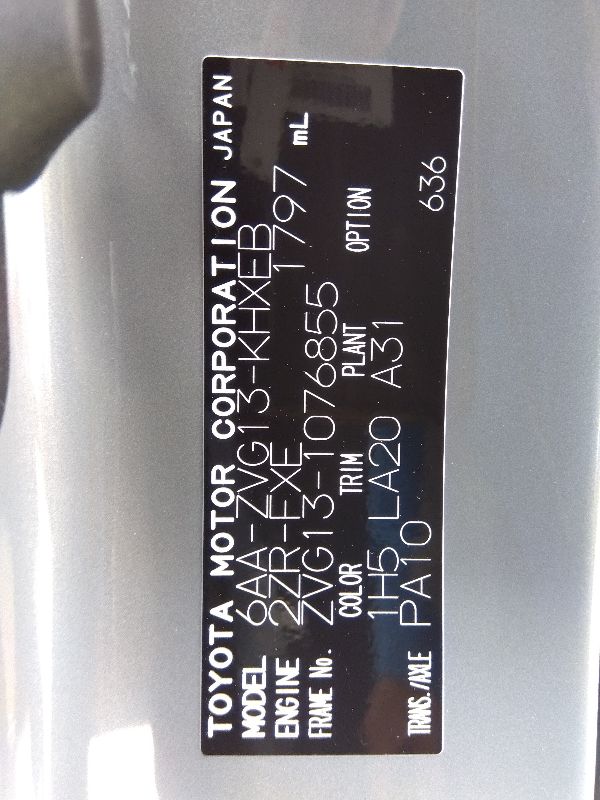 TOYOTA MOTOR CORPORATION JAPAN
MODEL 6AA-ZVG13-KHXEB
ENGINE 2ZR-FXE 1797 mL
FRAME No. ZVG13-1076855
COLOR TRIM PLANT OPTION
1H5 LA20 A31
TRANS./AXLE PA10 636